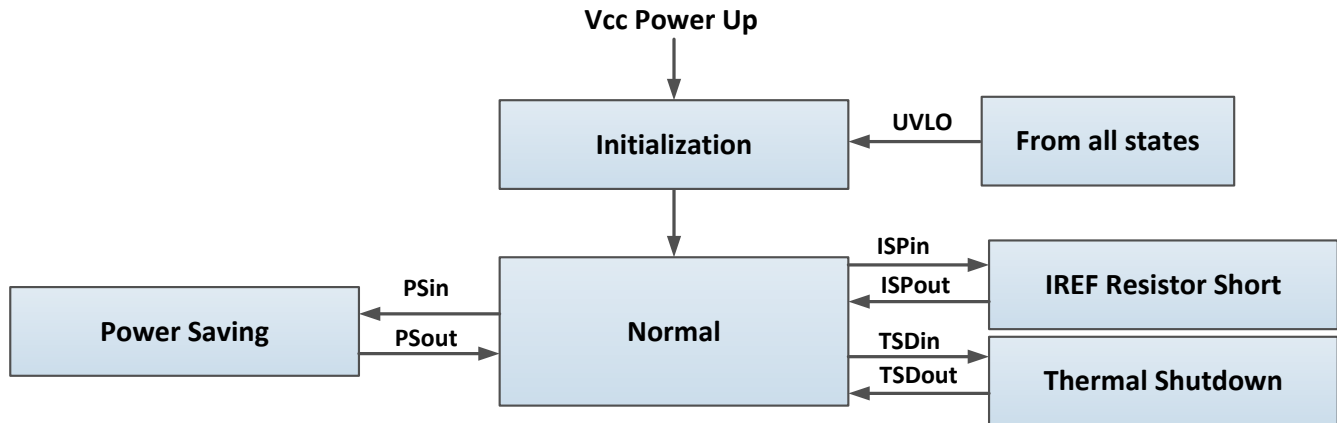 Vcc Power Up
Initialization
UVLO
From all states
Power Saving
PSin
PSout
Normal
ISPin
ISPout
IREF Resistor Short
TSDin
TSDout
Thermal Shutdown